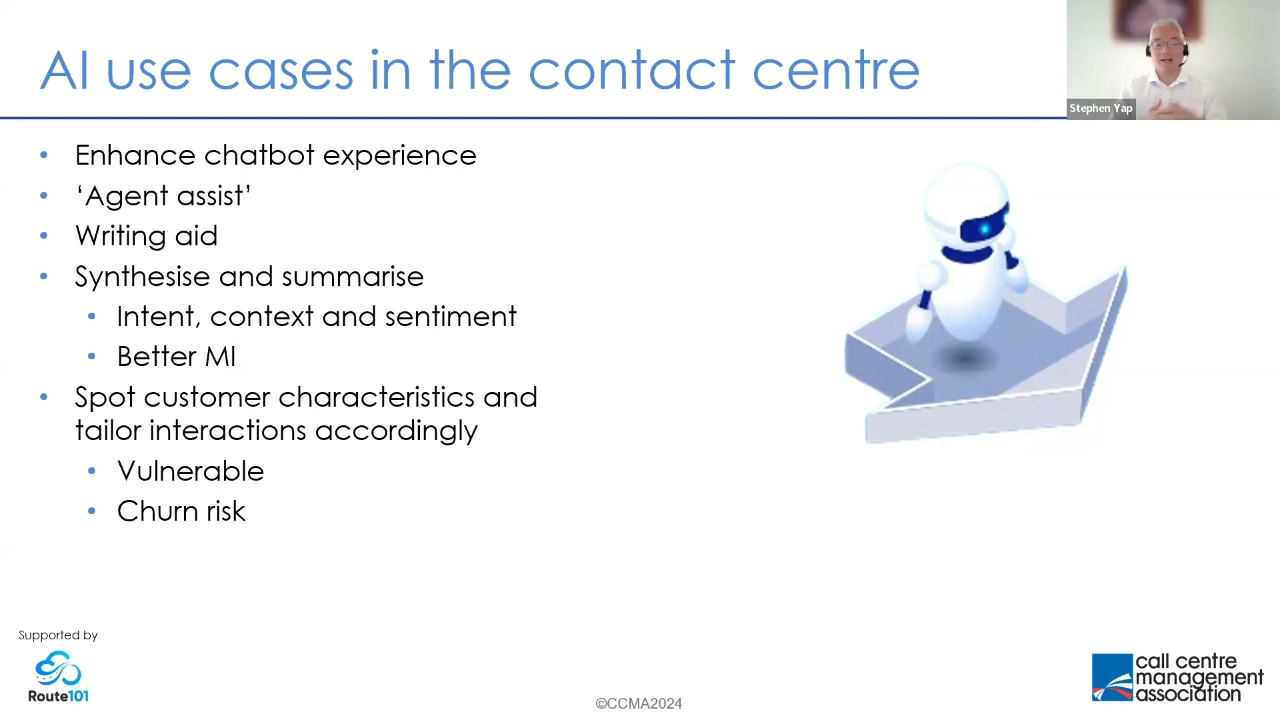 AI use cases in the contact centre
Stephen Yap
• Enhance chatbot experience
• ‘Agent assist’
• Writing aid
• Synthesise and summarise
• Intent, context and sentiment
• Better MI
• Spot customer characteristics and
tailor interactions accordingly
• Vulnerable
• Churn risk
Supported by
Route101
©CCMA2024
call centre
management
association